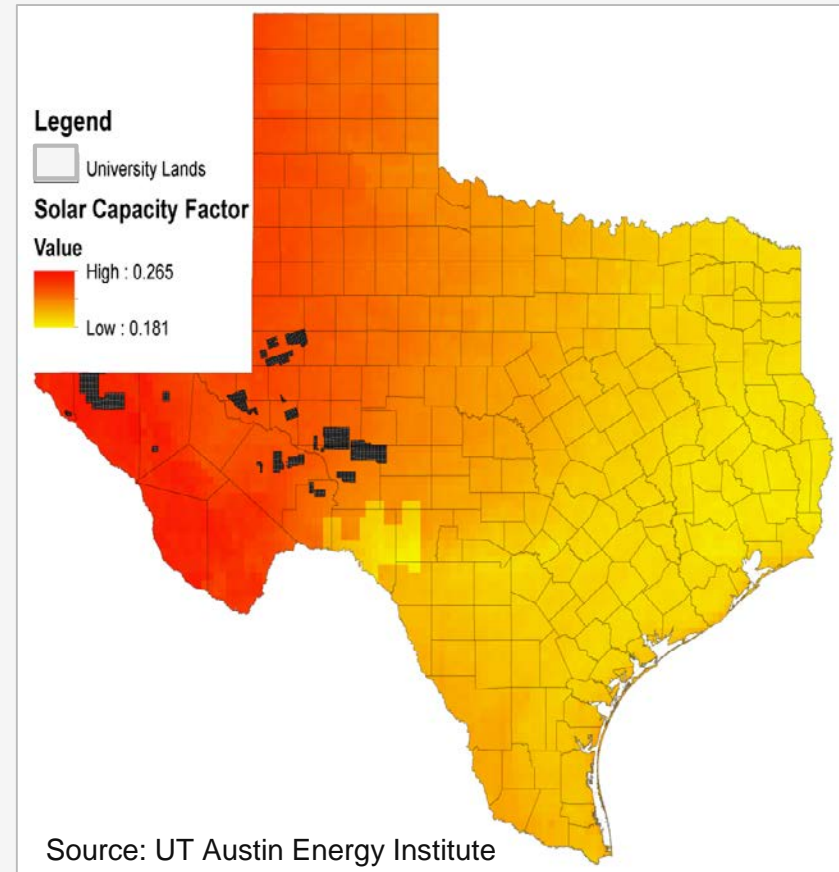 Legend
University Lands
Solar Capacity Factor
Value
High : 0.265
Low : 0.181
Source: UT Austin Energy Institute